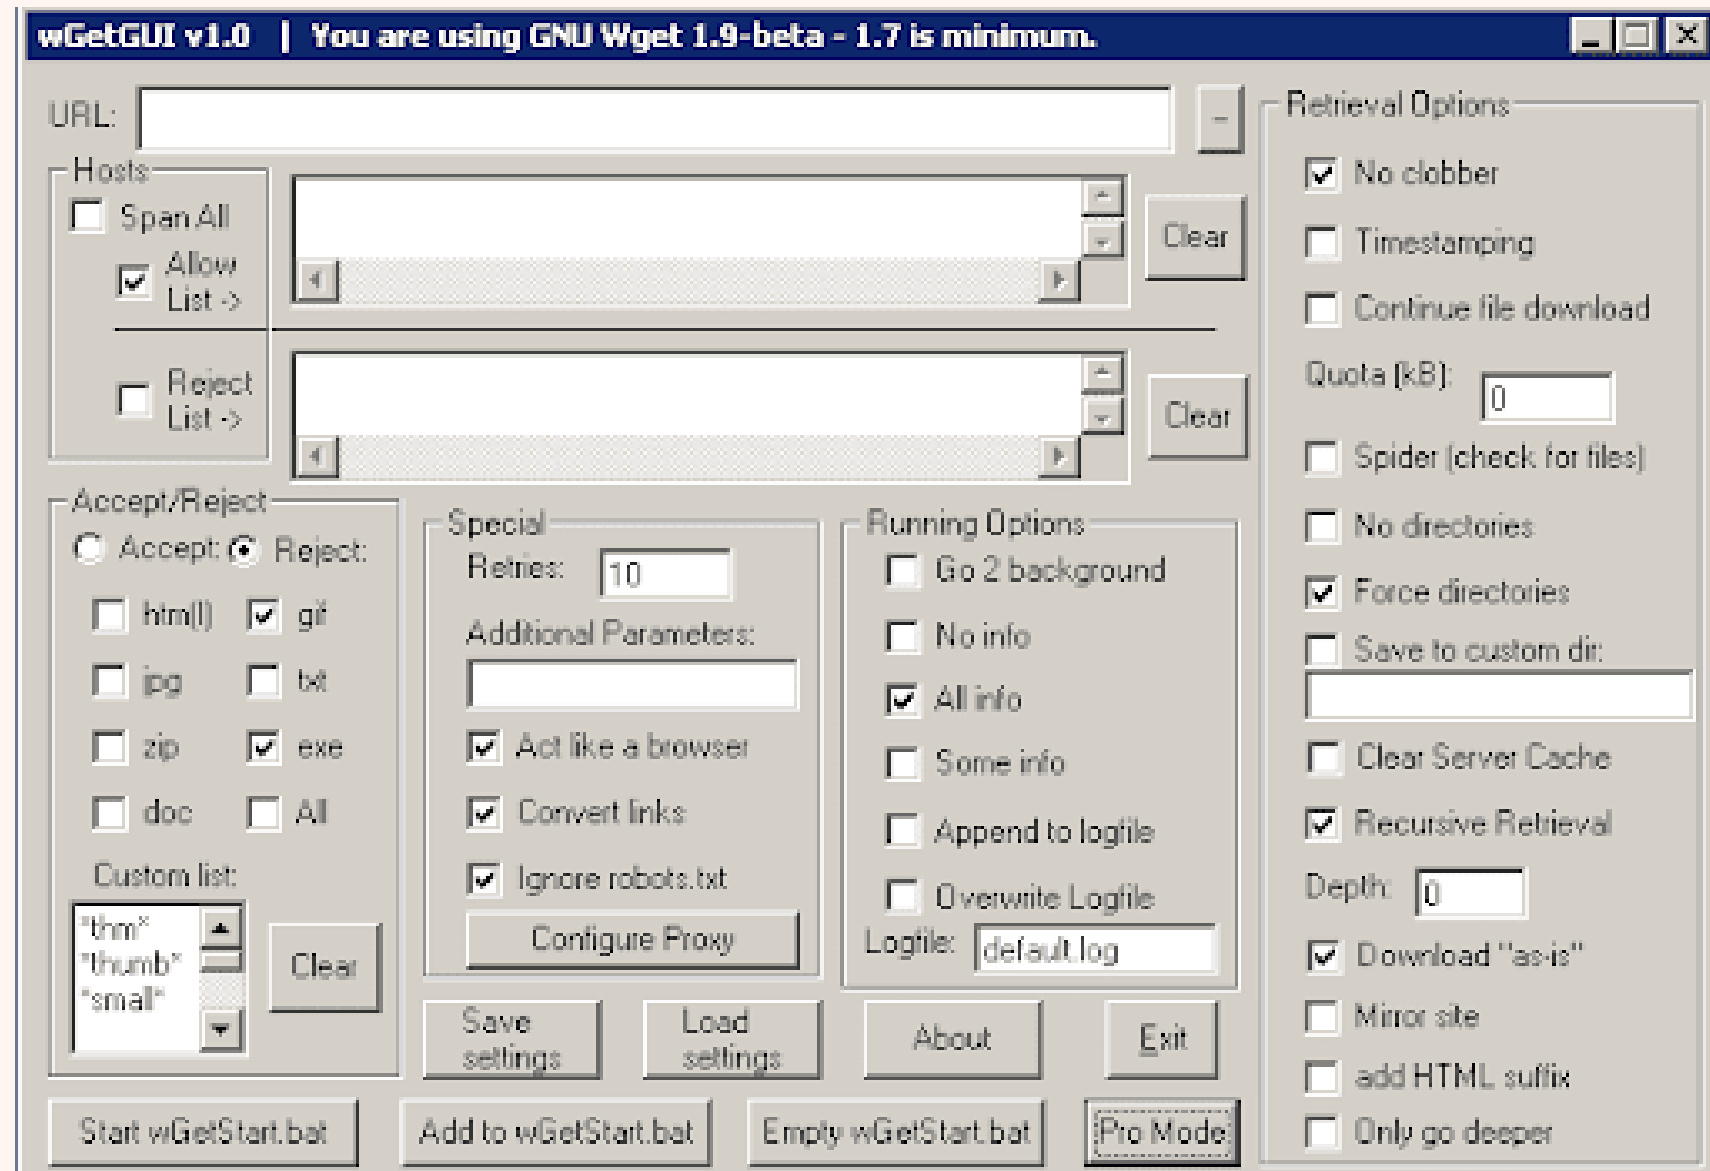 wGetGUI v1.0 | You are using GNU Wget 1.9-beta - 1.7 is minimum.
URL:
-
Hosts
Span All
Allow
List ->
Clear
Reject
List ->
Clear
Accept/Reject
Accept: Reject:
htm(l) gif
jpg txt
zip exe
doc All
Custom list:
*thm*
*thumb*
*small*
Clear
Special
Retries: 10
Additional Parameters:
Act like a browser
Convert links
Ignore robots.txt
Configure Proxy
Running Options
Go 2 background
No info
All info
Some info
Append to logfile
Overwrite Logfile
Logfile: default.log
Save
settings
Load
settings
About
Exit
Start wGetStart.bat
Add to wGetStart.bat
Empty wGetStart.bat
Pro Mode
Retrieval Options
No clobber
Timestamping
Continue file download
Quota (kB): 0
Spider (check for files)
No directories
Force directories
Save to custom dir:
Clear Server Cache
Recursive Retrieval
Depth: 0
Download "as-is"
Mirror site
add HTML suffix
Only go deeper